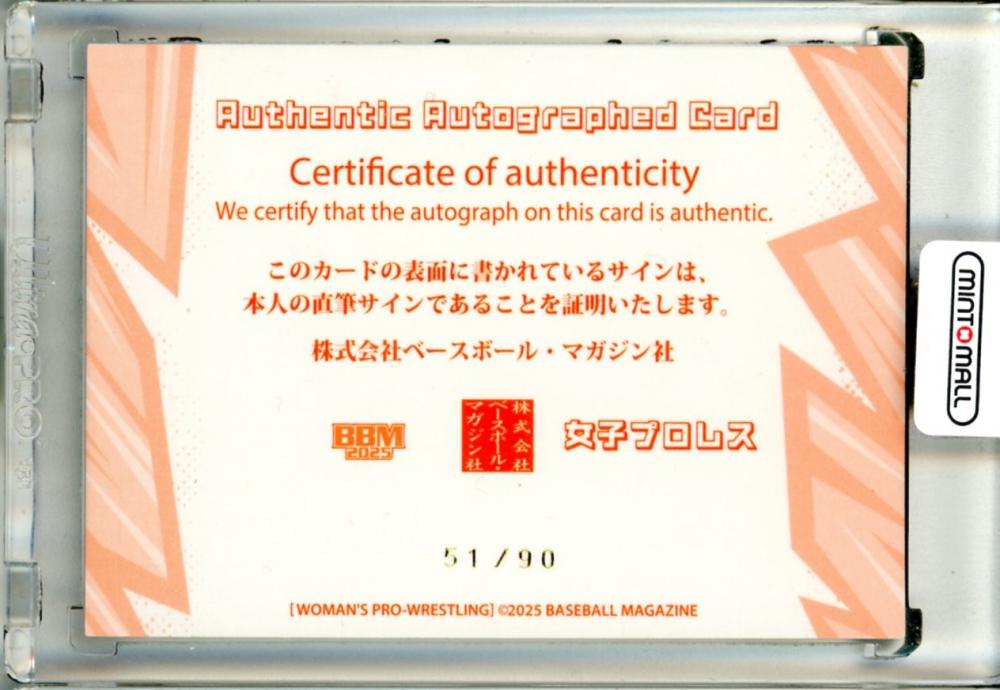 Authentic Autographed Card
Certificate of authenticity
We certify that the autograph on this card is authentic.
このカードの表面に書かれているサインは、
本人の直筆サインであることを証明いたします。
株式会社ベースボール・マガジン社
BBM
2025
株式会社
ベースボール・
マガジン社
女子プロレス
51/90
[WOMAN'S PRO-WRESTLING] ©2025 BASEBALL MAGAZINE
MINTOMALL
UltraPRO